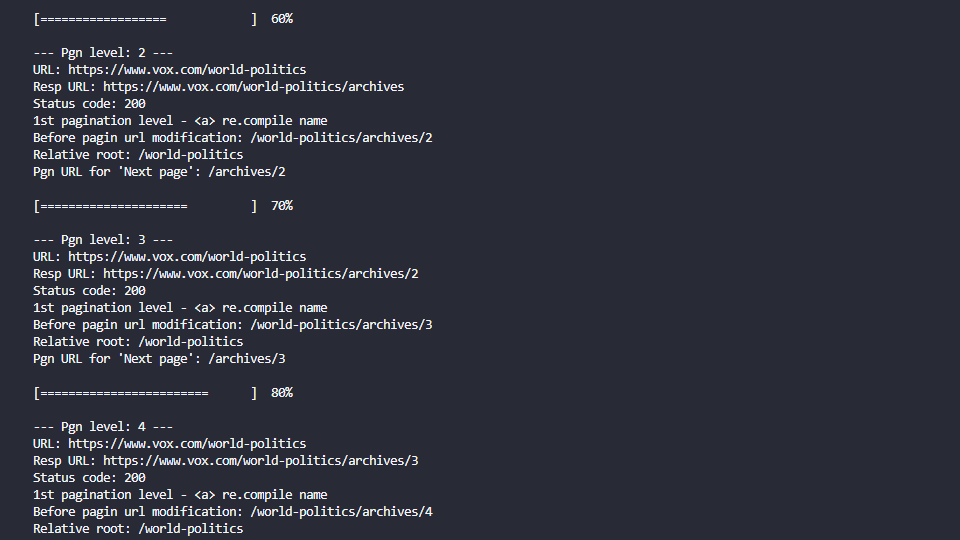 [==================            ]  60%
--- Pgn level: 2 ---
URL: https://www.vox.com/world-politics
Resp URL: https://www.vox.com/world-politics/archives
Status code: 200
1st pagination level - <a> re.compile name
Before pagin url modification: /world-politics/archives/2
Relative root: /world-politics
Pgn URL for 'Next page': /archives/2
[=====================         ]  70%
--- Pgn level: 3 ---
URL: https://www.vox.com/world-politics
Resp URL: https://www.vox.com/world-politics/archives/2
Status code: 200
1st pagination level - <a> re.compile name
Before pagin url modification: /world-politics/archives/3
Relative root: /world-politics
Pgn URL for 'Next page': /archives/3
[========================      ]  80%
--- Pgn level: 4 ---
URL: https://www.vox.com/world-politics
Resp URL: https://www.vox.com/world-politics/archives/3
Status code: 200
1st pagination level - <a> re.compile name
Before pagin url modification: /world-politics/archives/4
Relative root: /world-politics